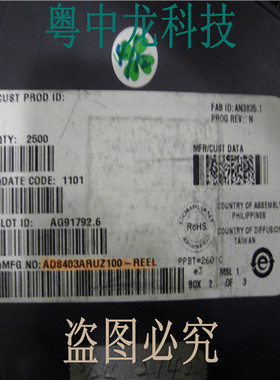 粤中龙科技
CUST PROD ID:
FAB ID: AN3835.1
PROG REV: N
QTY: 2500
MFR/CUST DATA
DATE CODE: 1101
COUNTRY OF ASSEMBLY
PHILIPPINES
LOT ID: AG91792.6
COMPLIANT
RoHS
COUNTRY OF DIFFUSION
TAIWAN
MFG NO: AD8403ARUZ100-REEL
PPBT=260°C
e3 MSL 1
BOX 2 OF 3
盗图必究